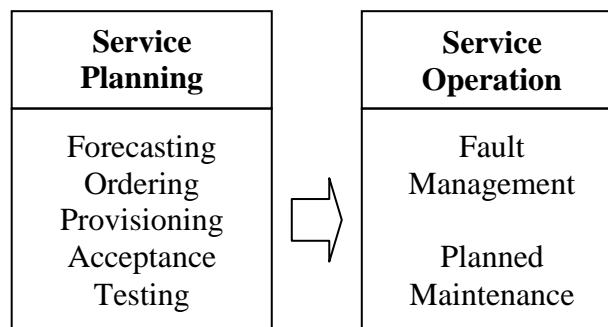 Service
Planning
Forecasting
Ordering
Provisioning
Acceptance
Testing
Service
Operation
Fault
Management
Planned
Maintenance